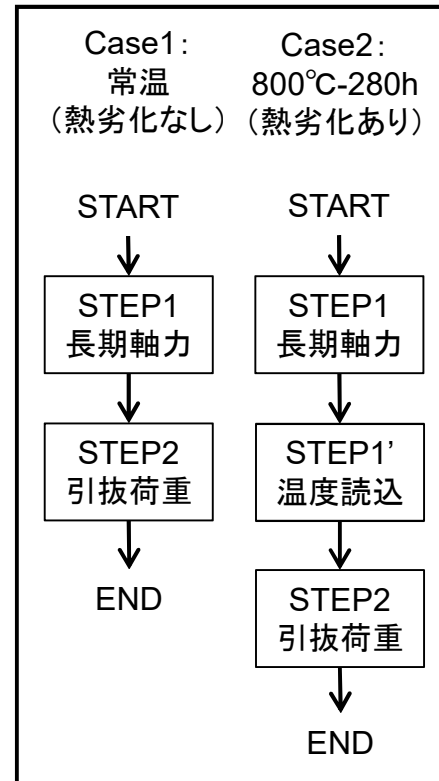 Case1：
常温
（熱劣化なし）
START
STEP1
長期軸力
STEP2
引抜荷重
END
Case2：
800℃-280h
（熱劣化あり）
START
STEP1
長期軸力
STEP1’
温度読込
STEP2
引抜荷重
END